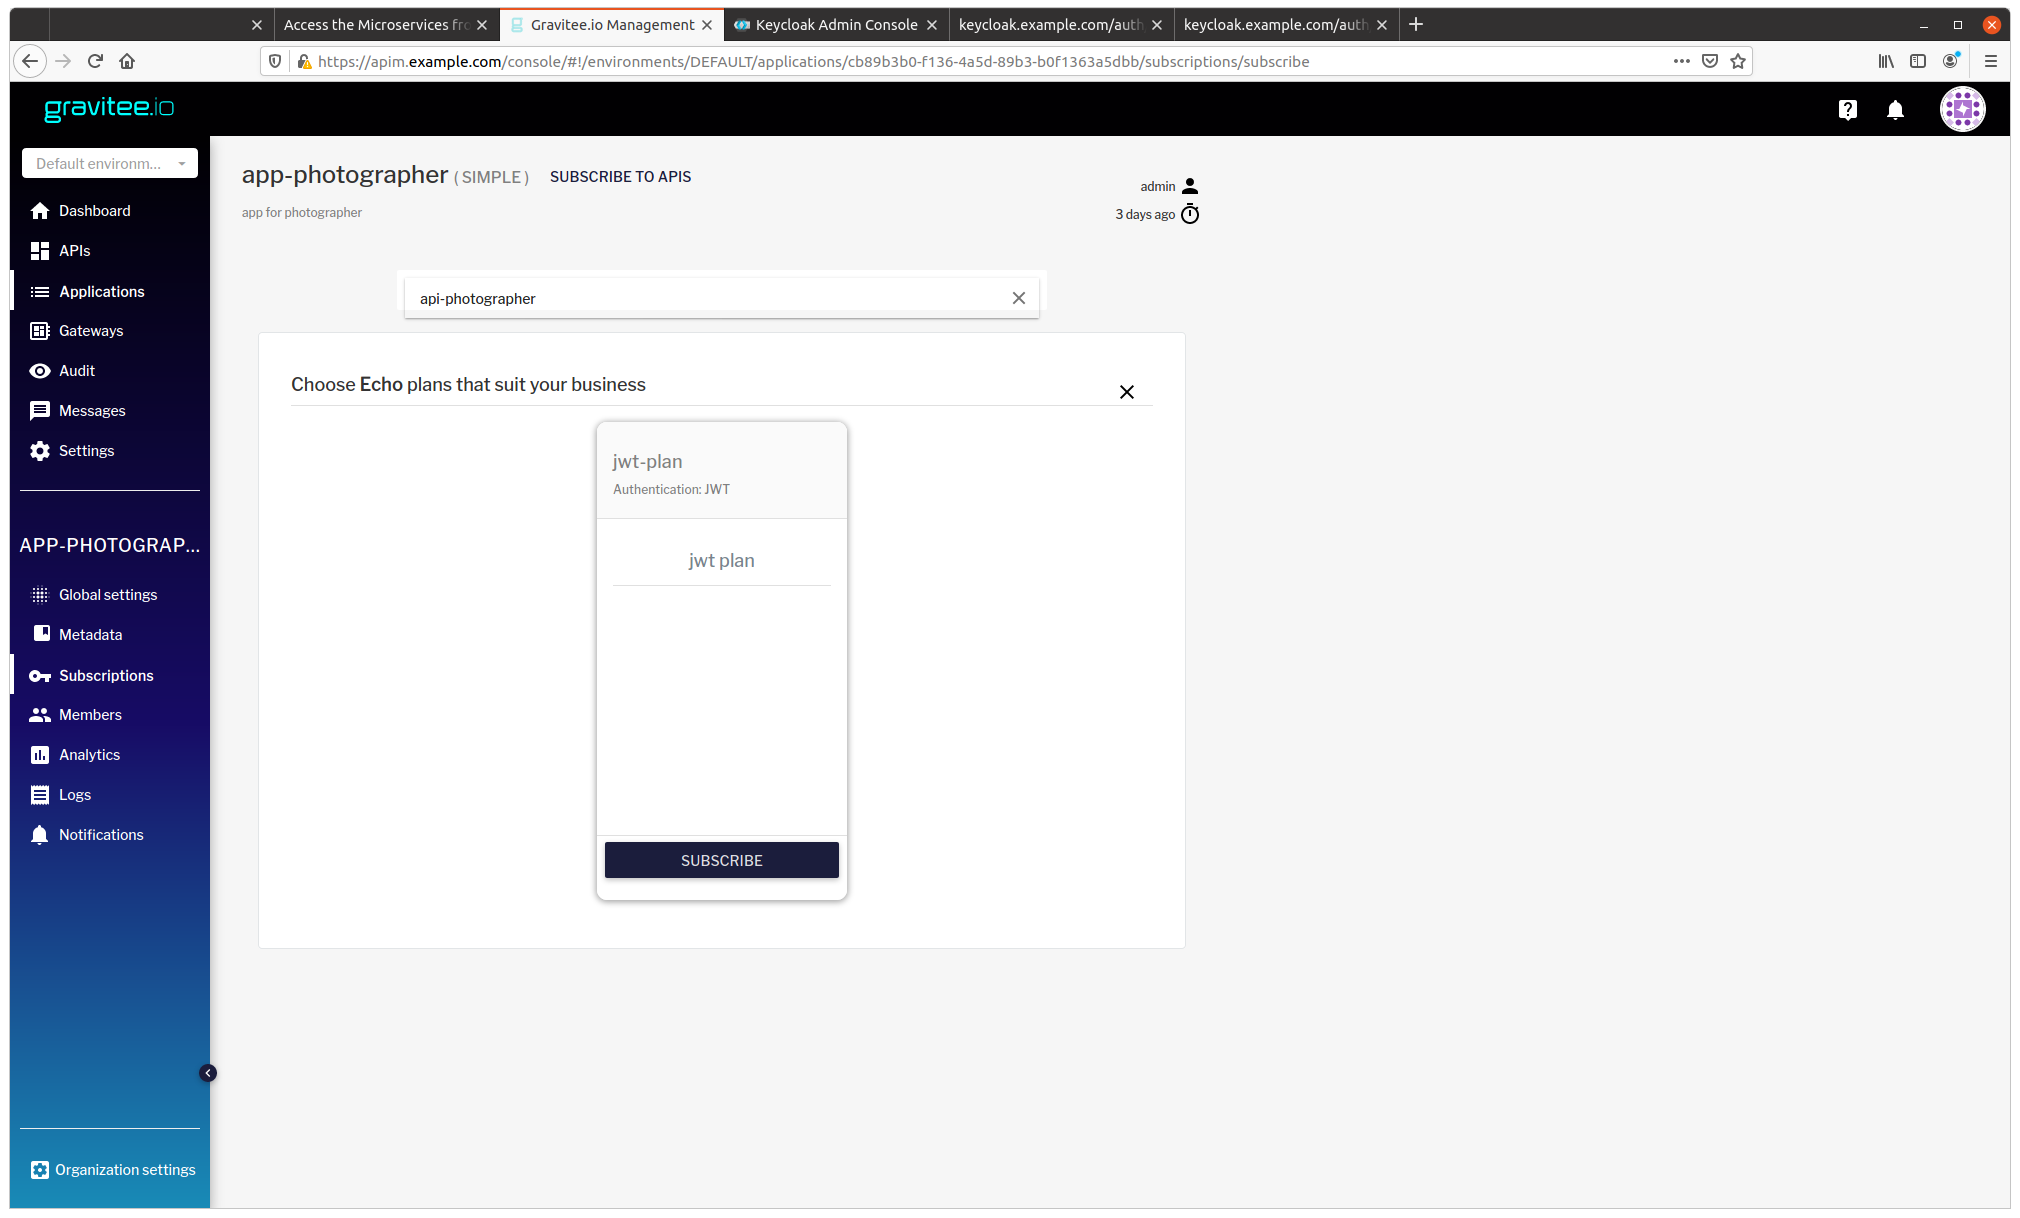 Access the Microservices fro
Gravitee.io Management
Keycloak Admin Console
keycloak.example.com/auth
keycloak.example.com/auth
https://apim.example.com/console/#!/environments/DEFAULT/applications/cb89b3b0-f136-4a5d-89b3-b0f1363a5dbb/subscriptions/subscribe
gravitee.io
Default environm...
Dashboard
APIs
Applications
Gateways
Audit
Messages
Settings
APP-PHOTOGRAP...
Global settings
Metadata
Subscriptions
Members
Analytics
Logs
Notifications
Organization settings
app-photographer ( SIMPLE ) SUBSCRIBE TO APIS
app for photographer
admin
3 days ago
api-photographer
Choose Echo plans that suit your business
jwt-plan
Authentication: JWT
jwt plan
SUBSCRIBE